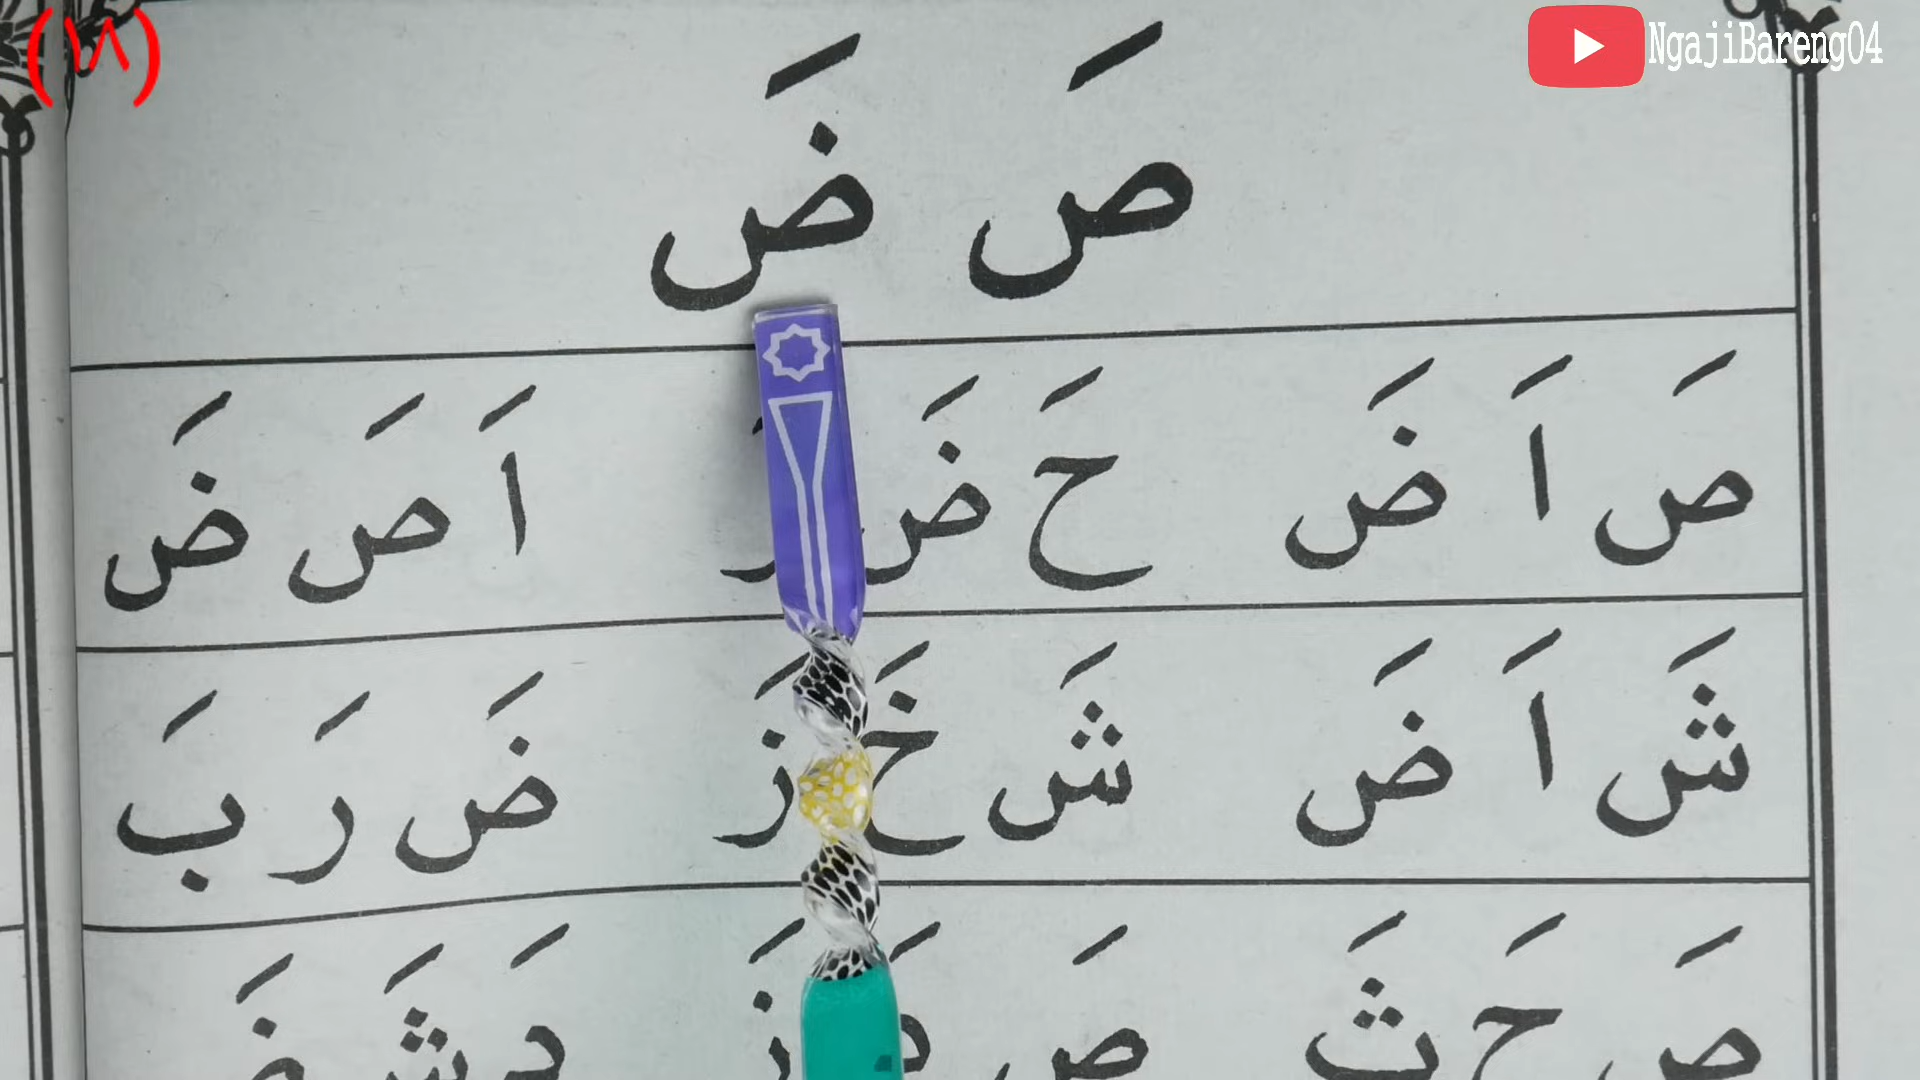 (١٨)
NgajiBareng04
صَ ضَ
صَ اَ ضَ حَ ضَ رَ اَ صَ ضَ
شَ اَ ضَ شَ خَ زَ ضَ رَ بَ
صَ حَ ثَ صَ دَ شَ ضَ